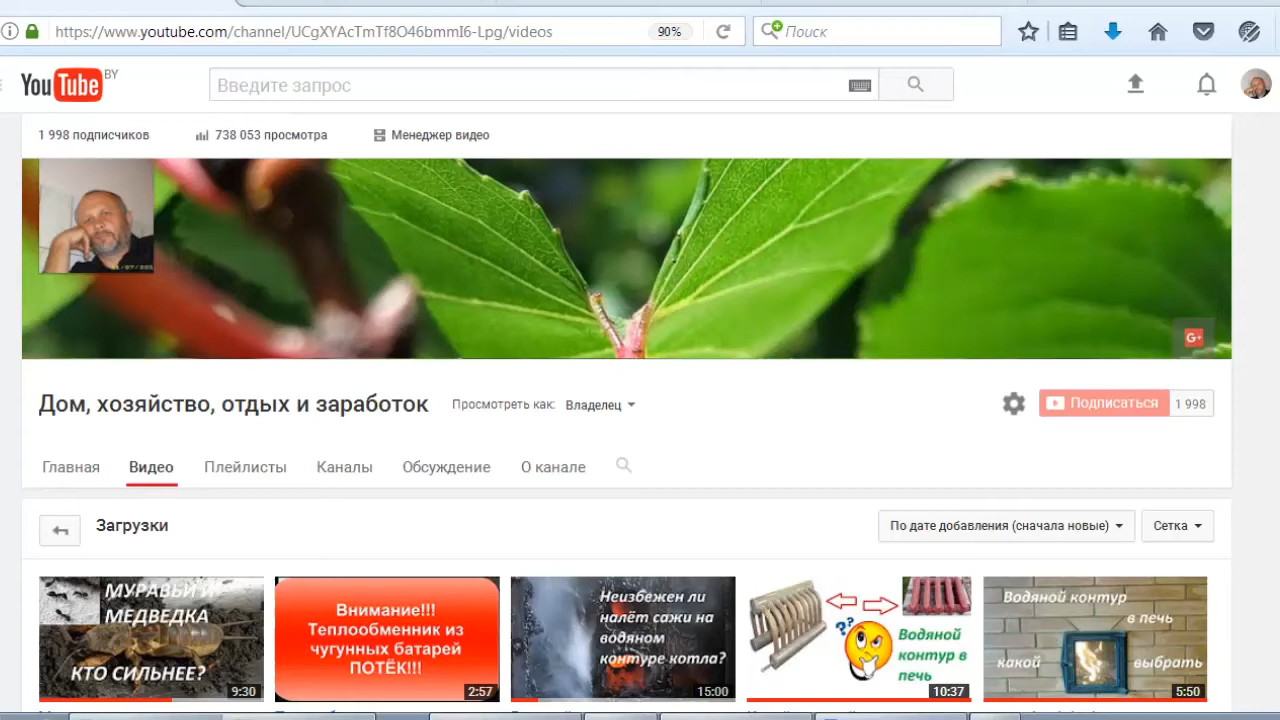 https://www.youtube.com/channel/UCgXYAcTmTf8O46bmmI6-Lpg/videos
90%
Поиск
YouTube BY
Введите запрос
1 998 подписчиков
738 053 просмотра
Менеджер видео
G+
Дом, хозяйство, отдых и заработок
Просмотреть как: Владелец
Подписаться 1 998
Главная Видео Плейлисты Каналы Обсуждение О канале
Загрузки
По дате добавления (сначала новые)
Сетка
МУРАВЬИ И
МЕДВЕДКА
КТО СИЛЬНЕЕ?
9:30
Внимание!!!
Теплообменник из
чугунных батарей
ПОТЁК!!!
2:57
Неизбежен ли
налёт сажи на
водяном
контуре котла?
15:00
??
Водяной
контур в
печь
10:37
Водяной контур
в печь
какой выбрать
5:50